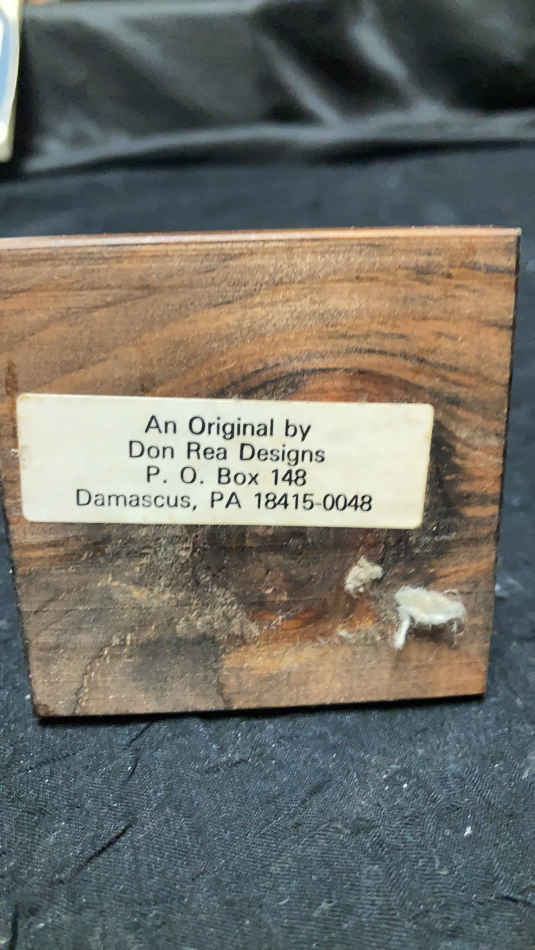 An Original by
Don Rea Designs
P. O. Box 148
Damascus, PA 18415-0048